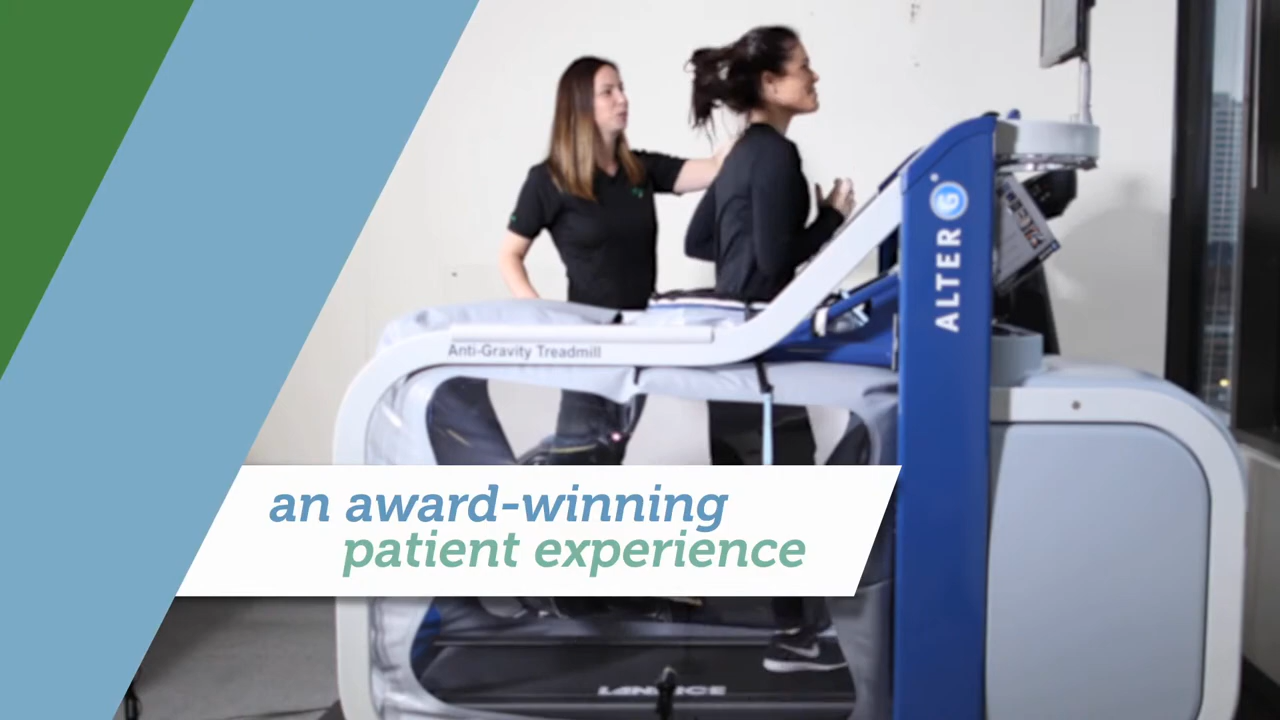 ALTER G
Anti-Gravity Treadmill
an award-winning
patient experience